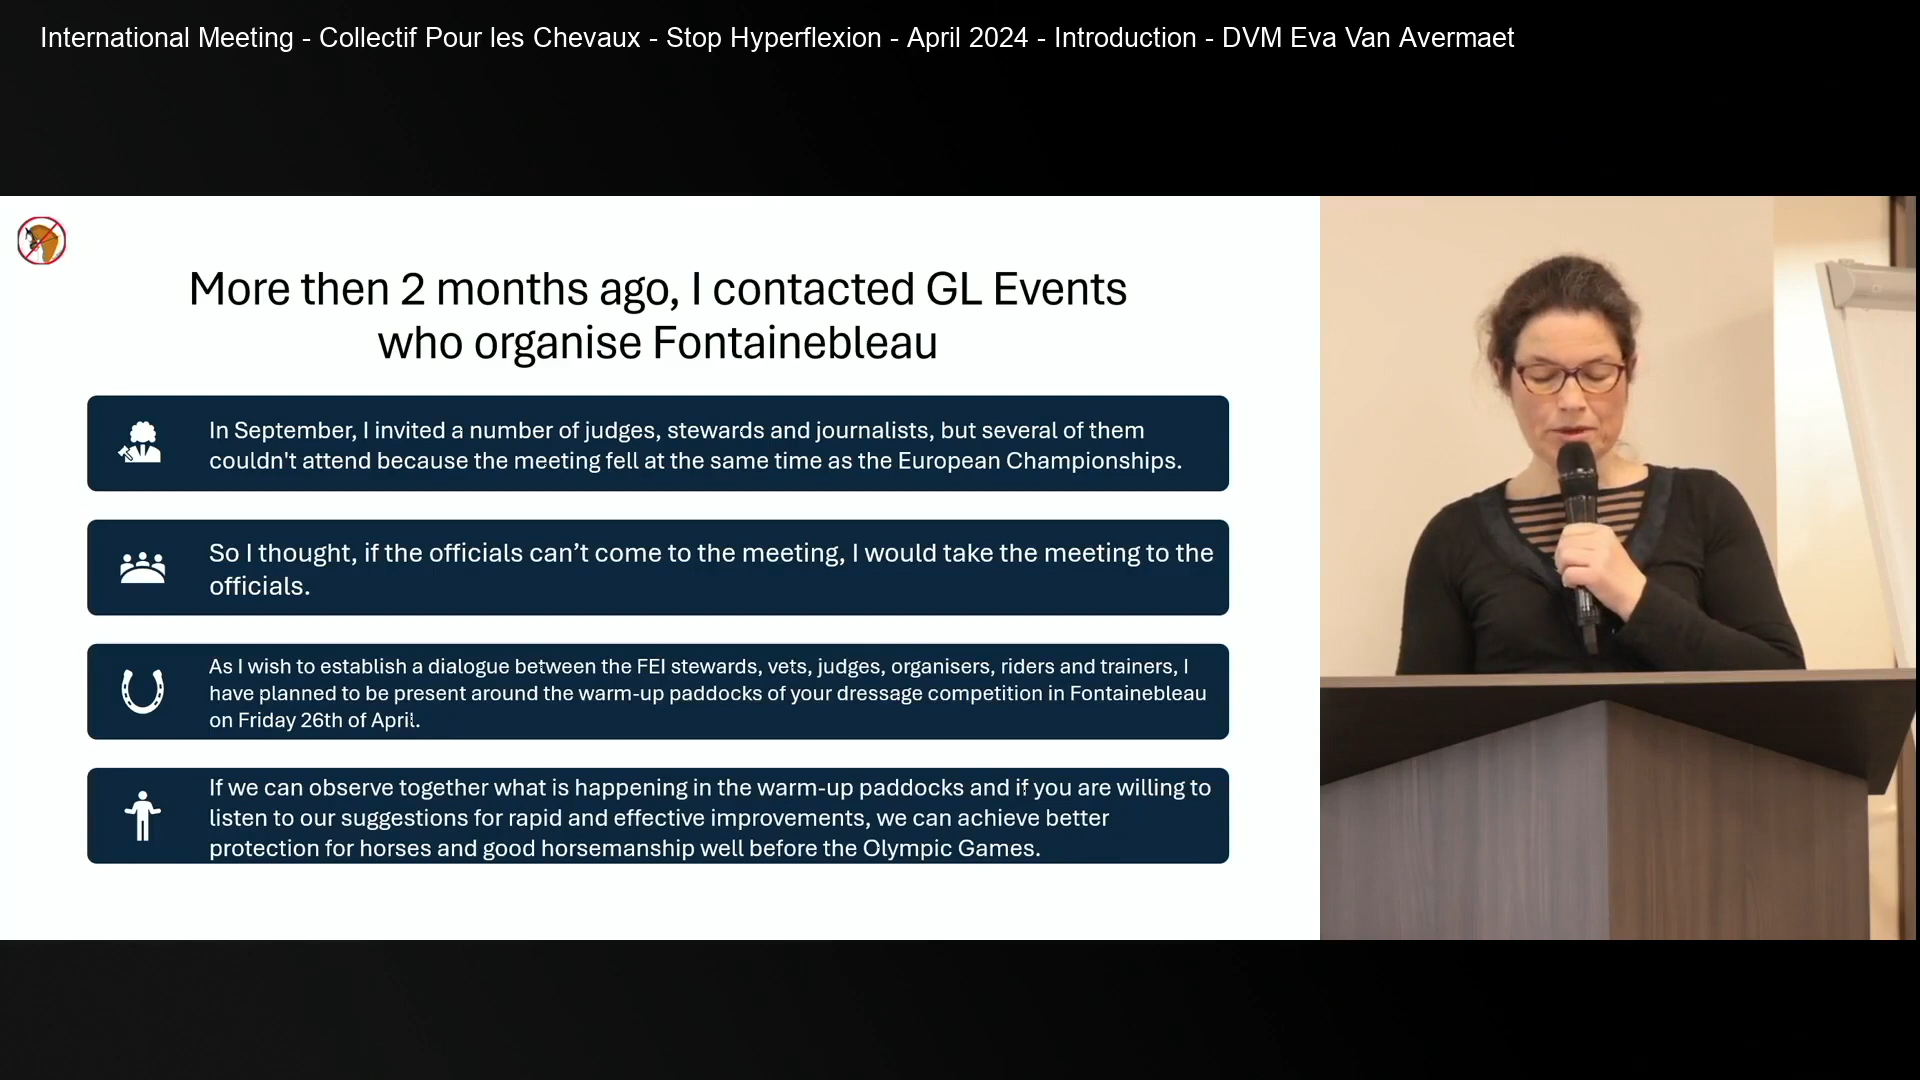 International Meeting - Collectif Pour les Chevaux - Stop Hyperflexion - April 2024 - Introduction - DVM Eva Van Avermaet
More then 2 months ago, I contacted GL Events
who organise Fontainebleau
In September, I invited a number of judges, stewards and journalists, but several of them
couldn't attend because the meeting fell at the same time as the European Championships.
So I thought, if the officials can’t come to the meeting, I would take the meeting to the
officials.
As I wish to establish a dialogue between the FEI stewards, vets, judges, organisers, riders and trainers, I
have planned to be present around the warm-up paddocks of your dressage competition in Fontainebleau
on Friday 26th of April.
If we can observe together what is happening in the warm-up paddocks and if you are willing to
listen to our suggestions for rapid and effective improvements, we can achieve better
protection for horses and good horsemanship well before the Olympic Games.